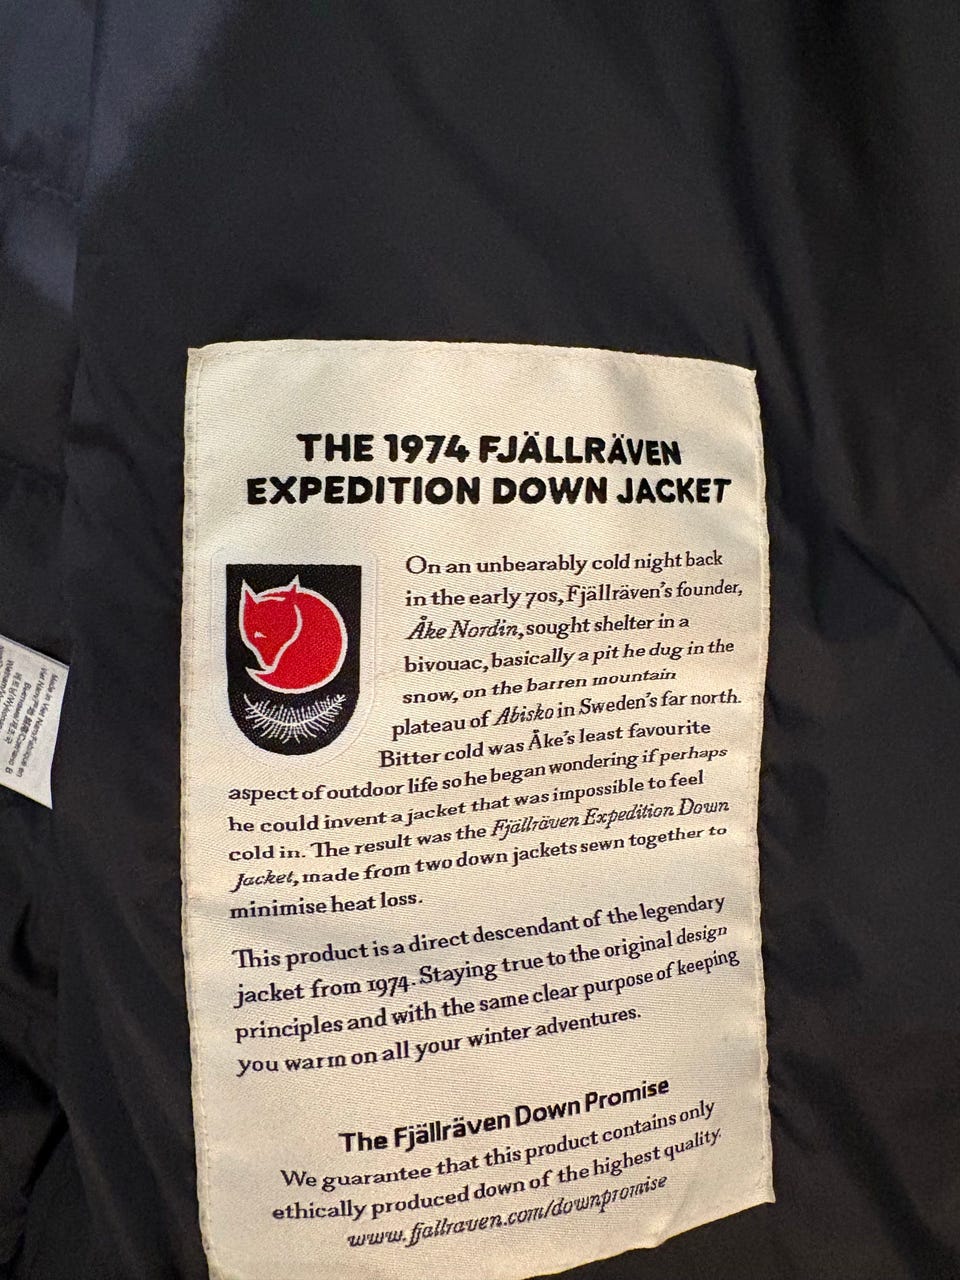 THE 1974 FJÄLLRÄVEN
EXPEDITION DOWN JACKET
On an unbearably cold night back
in the early 70s, Fjällräven's founder,
Åke Nordin, sought shelter in a
bivouac, basically a pit he dug in the
snow, on the barren mountain
plateau of Abisko in Sweden's far north.
Bitter cold was Åke's least favourite
aspect of outdoor life so he began wondering if perhaps
he could invent a jacket that was impossible to feel
cold in. The result was the Fjällräven Expedition Down
Jacket, made from two down jackets sewn together to
minimise heat loss.
This product is a direct descendant of the legendary
jacket from 1974. Staying true to the original design
principles and with the same clear purpose of keeping
you warm on all your winter adventures.
The Fjällräven Down Promise
We guarantee that this product contains only
ethically produced down of the highest quality.
www.fjallraven.com/downpromise